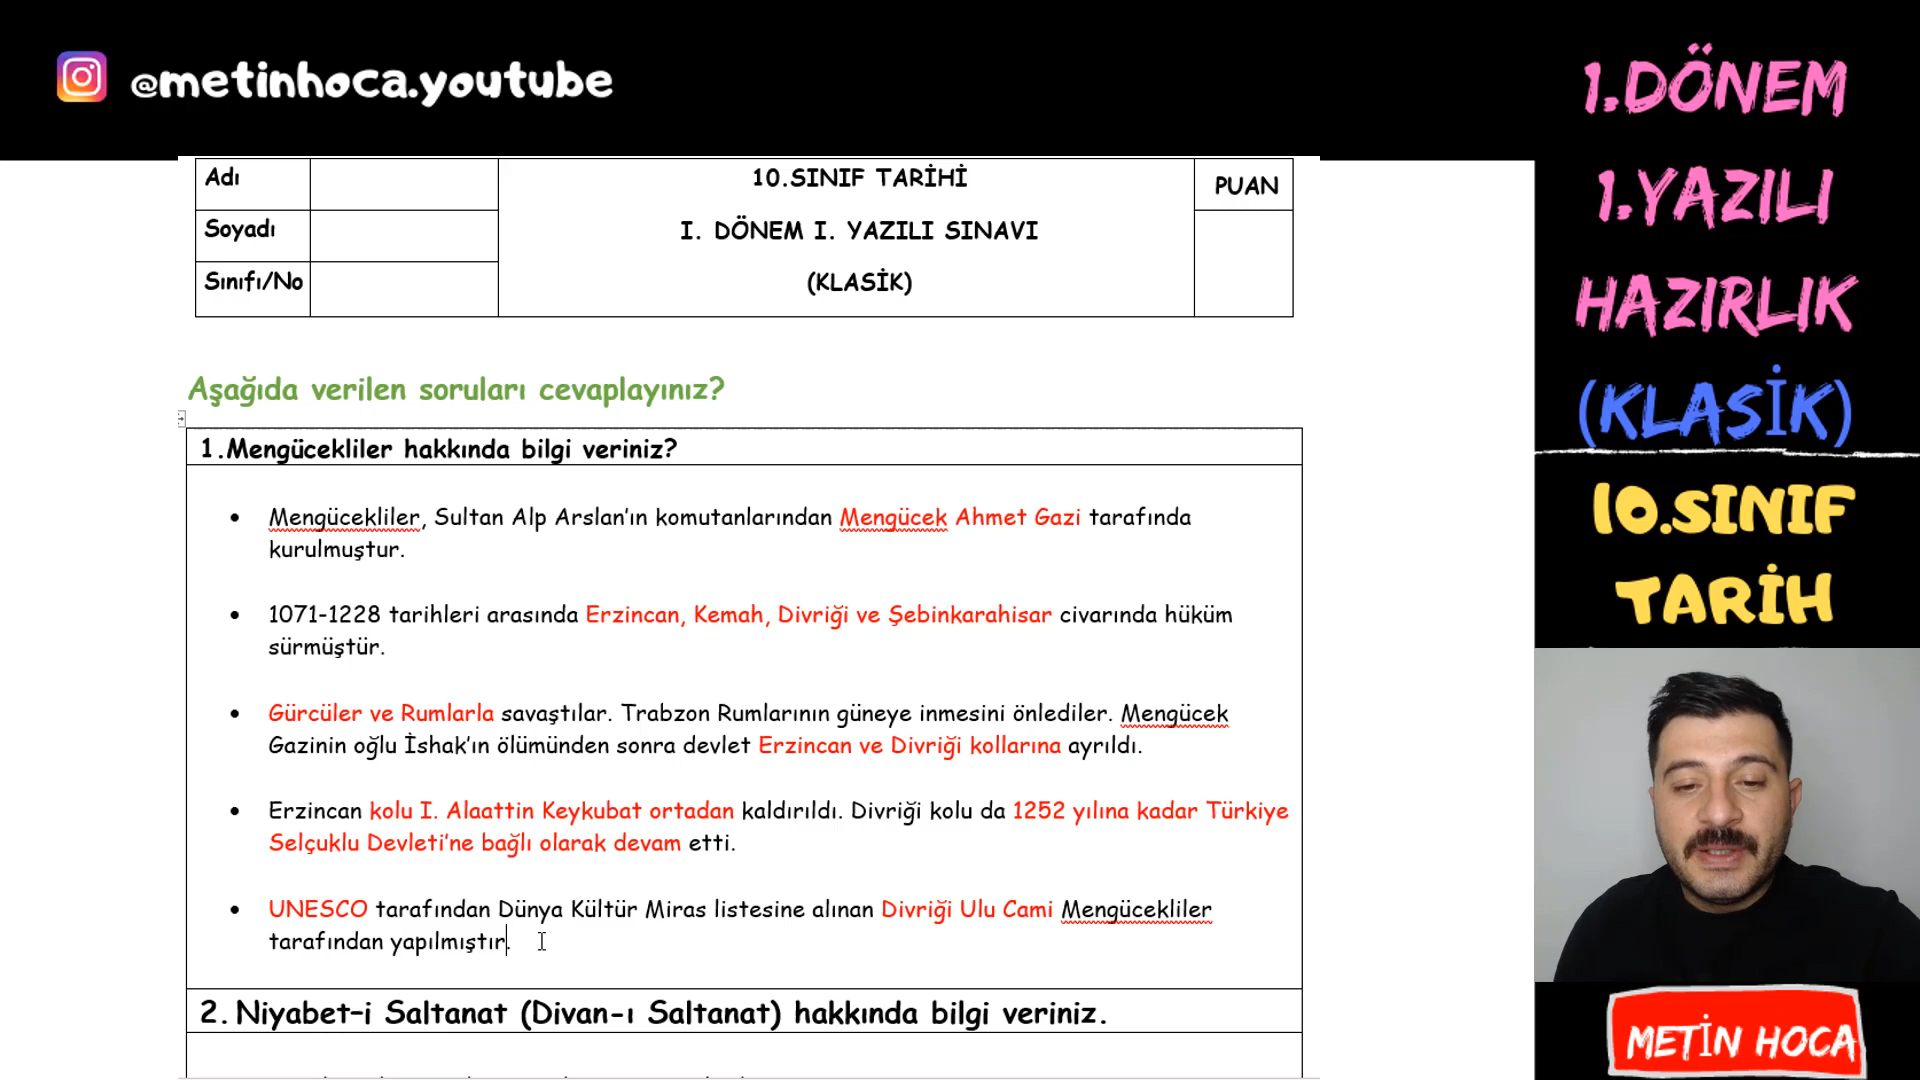 @metinhoca.youtube
Adı
Soyadı
Sınıfı/No
10.SINIF TARİHİ
I. DÖNEM I. YAZILI SINAVI
(KLASİK)
PUAN
Aşağıda verilen soruları cevaplayınız?
1.Mengücekliler hakkında bilgi veriniz?
• Mengücekliler, Sultan Alp Arslan’ın komutanlarından Mengücek Ahmet Gazi tarafında
kurulmuştur.
• 1071-1228 tarihleri arasında Erzincan, Kemah, Divriği ve Şebinkarahisar civarında hüküm
sürmüştür.
• Gürcüler ve Rumlarla savaştılar. Trabzon Rumlarının güneye inmesini önlediler. Mengücek
Gazinin oğlu İshak’ın ölümünden sonra devlet Erzincan ve Divriği kollarına ayrıldı.
• Erzincan kolu I. Alaattin Keykubat ortadan kaldırıldı. Divriği kolu da 1252 yılına kadar Türkiye
Selçuklu Devleti’ne bağlı olarak devam etti.
• UNESCO tarafından Dünya Kültür Miras listesine alınan Divriği Ulu Cami Mengücekliler
tarafından yapılmıştır.
2. Niyabet-i Saltanat (Divan-ı Saltanat) hakkında bilgi veriniz.
1.DÖNEM
1.YAZILI
HAZIRLIK
(KLASİK)
10.SINIF
TARİH
METİN HOCA